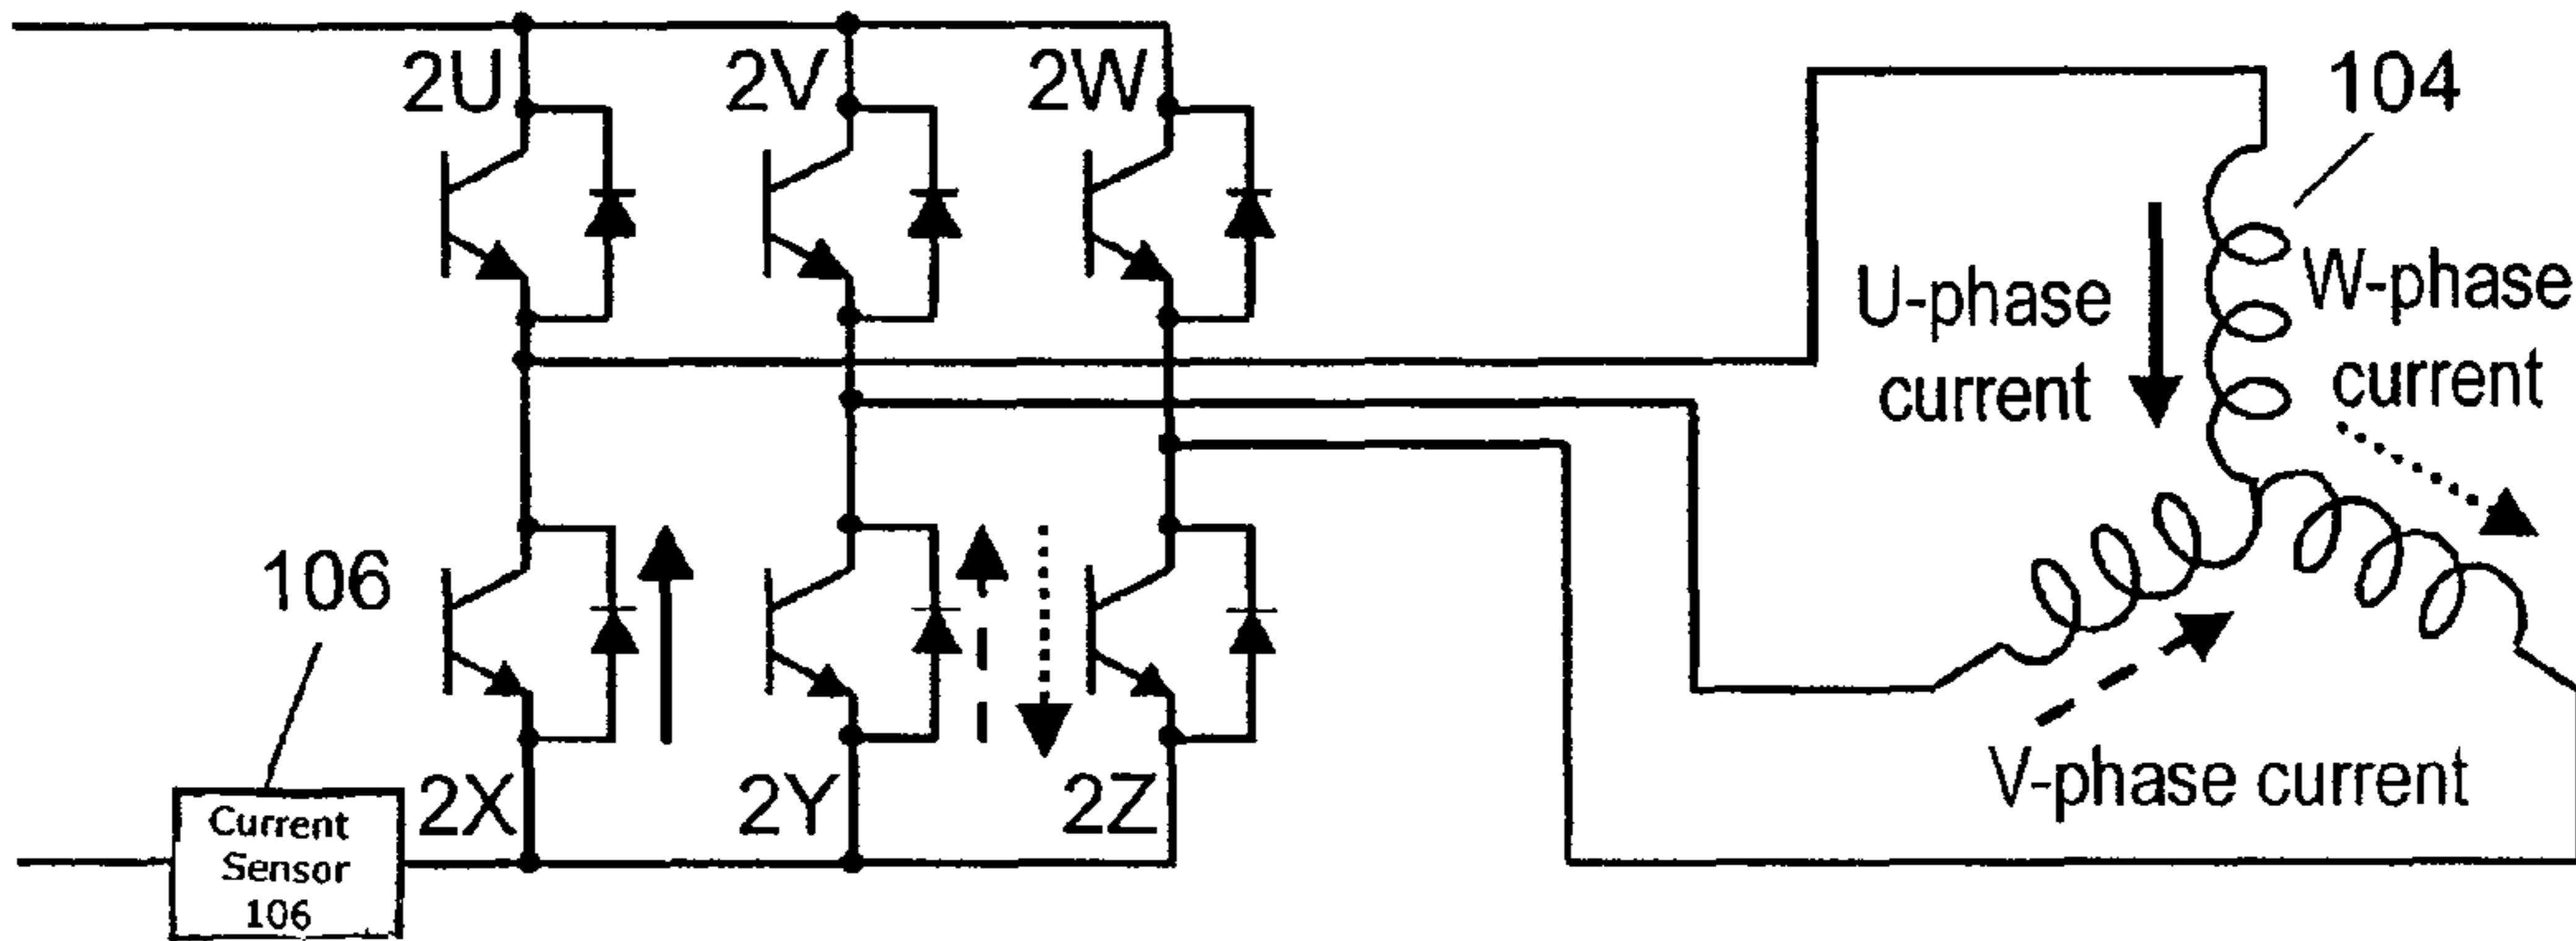 2U
2V
2W
104
U-phase
current
W-phase
current
106
2X
2Y
2Z
V-phase current
Current
Sensor
106